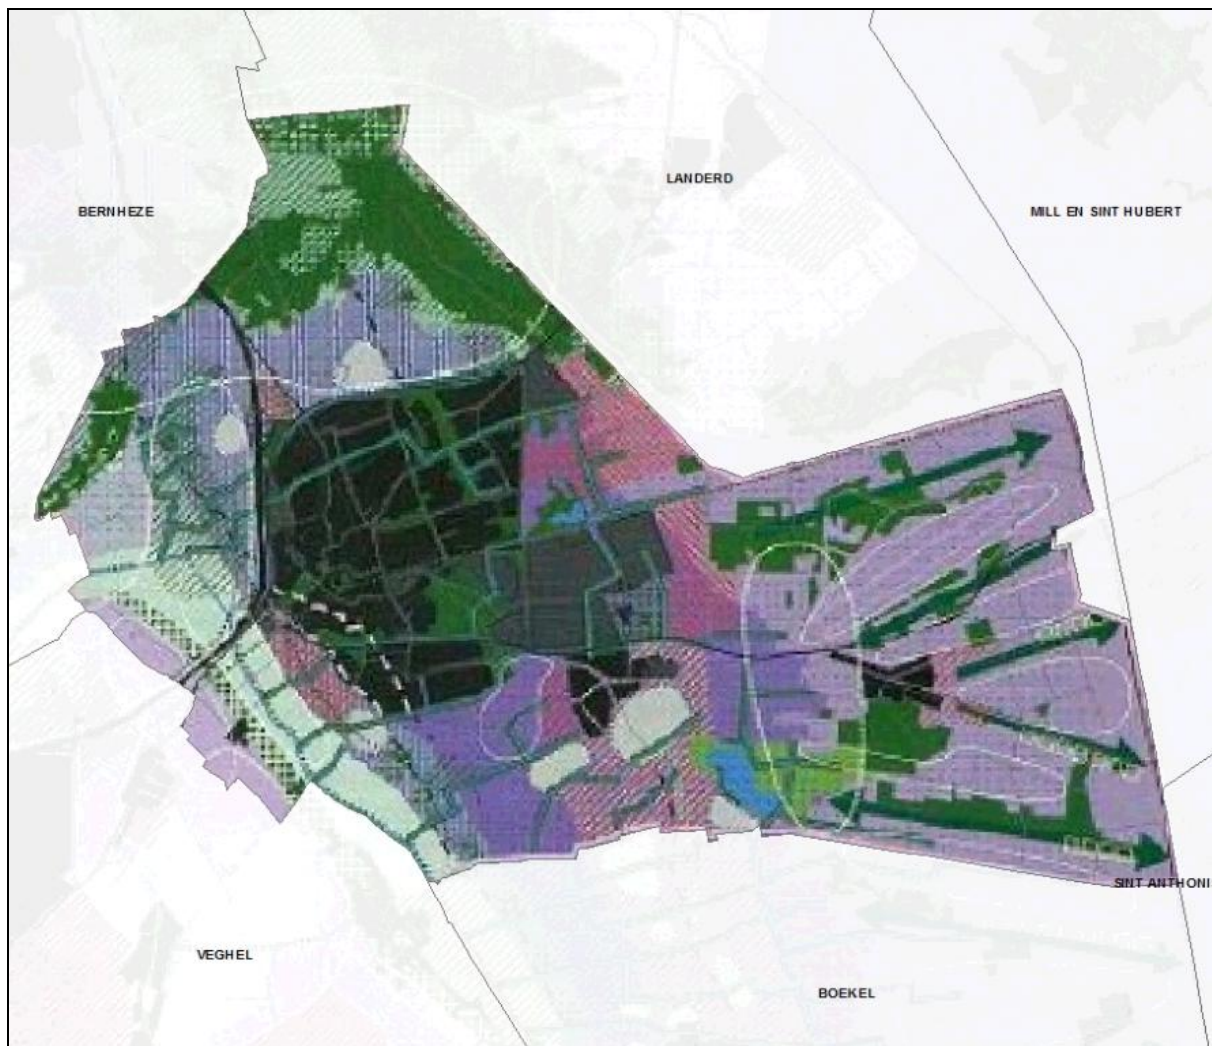 LANDERD
BERNHEZE
MILL EN SINT HUBERT
SINT ANTHONI
VEGHEL
BOEKEL